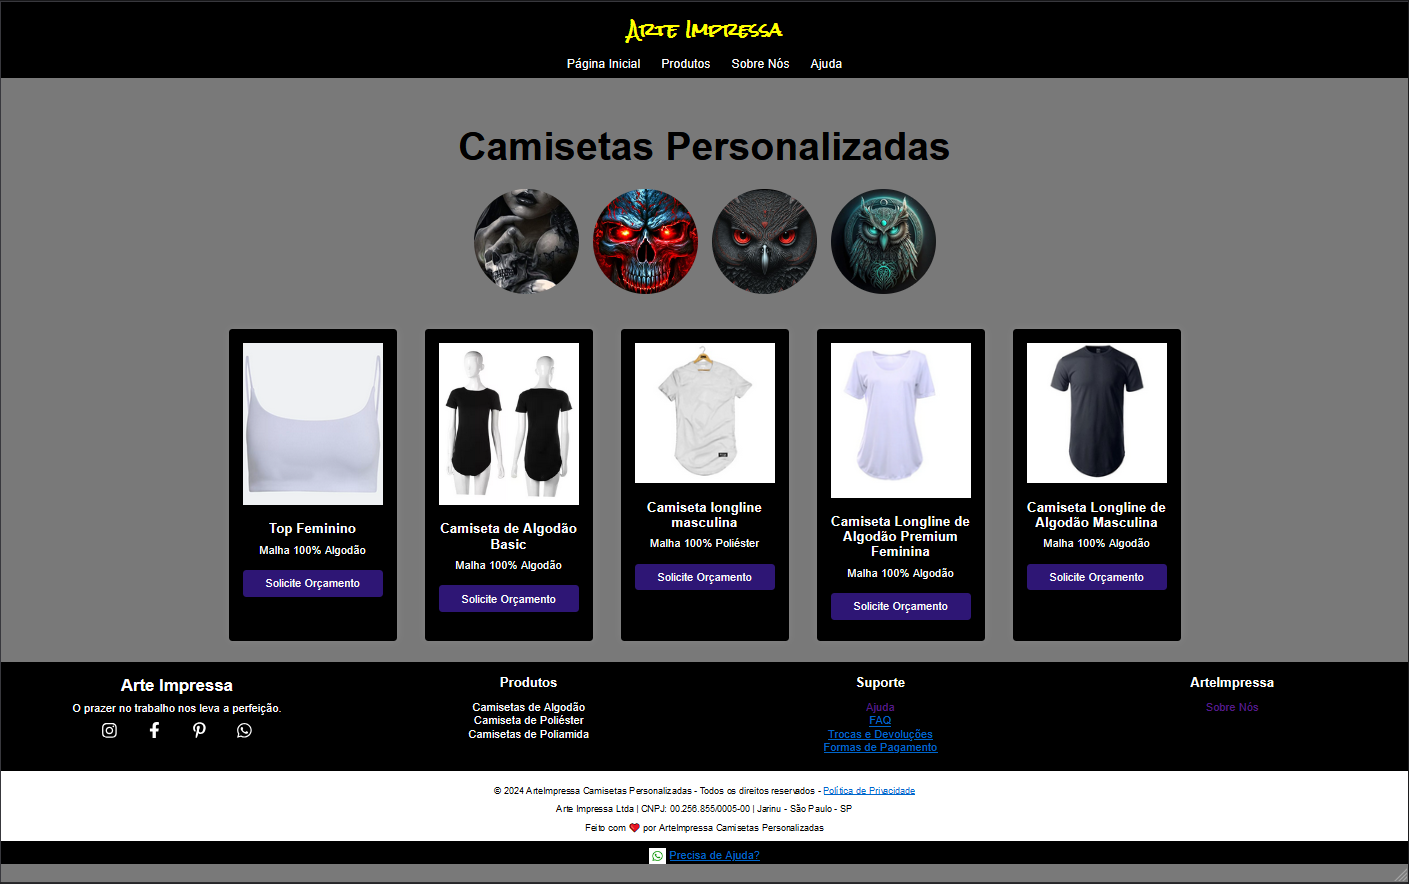 Arte Impressa
Página Inicial Produtos Sobre Nós Ajuda
Camisetas Personalizadas
Top Feminino
Malha 100% Algodão
Solicite Orçamento
Camiseta de Algodão
Basic
Malha 100% Algodão
Solicite Orçamento
Camiseta longline
masculina
Malha 100% Poliéster
Solicite Orçamento
Camiseta Longline de
Algodão Premium
Feminina
Malha 100% Algodão
Solicite Orçamento
Camiseta Longline de
Algodão Masculina
Malha 100% Algodão
Solicite Orçamento
Arte Impressa
O prazer no trabalho nos leva a perfeição.
Produtos
Camisetas de Algodão
Camiseta de Poliéster
Camisetas de Poliamida
Suporte
Ajuda
FAQ
Trocas e Devoluções
Formas de Pagamento
ArteImpressa
Sobre Nós
© 2024 ArteImpressa Camisetas Personalizadas - Todos os direitos reservados - Política de Privacidade
Arte Impressa Ltda | CNPJ: 00.256.855/0005-00 | Jarinu - São Paulo - SP
Feito com ❤ por ArteImpressa Camisetas Personalizadas
Precisa de Ajuda?